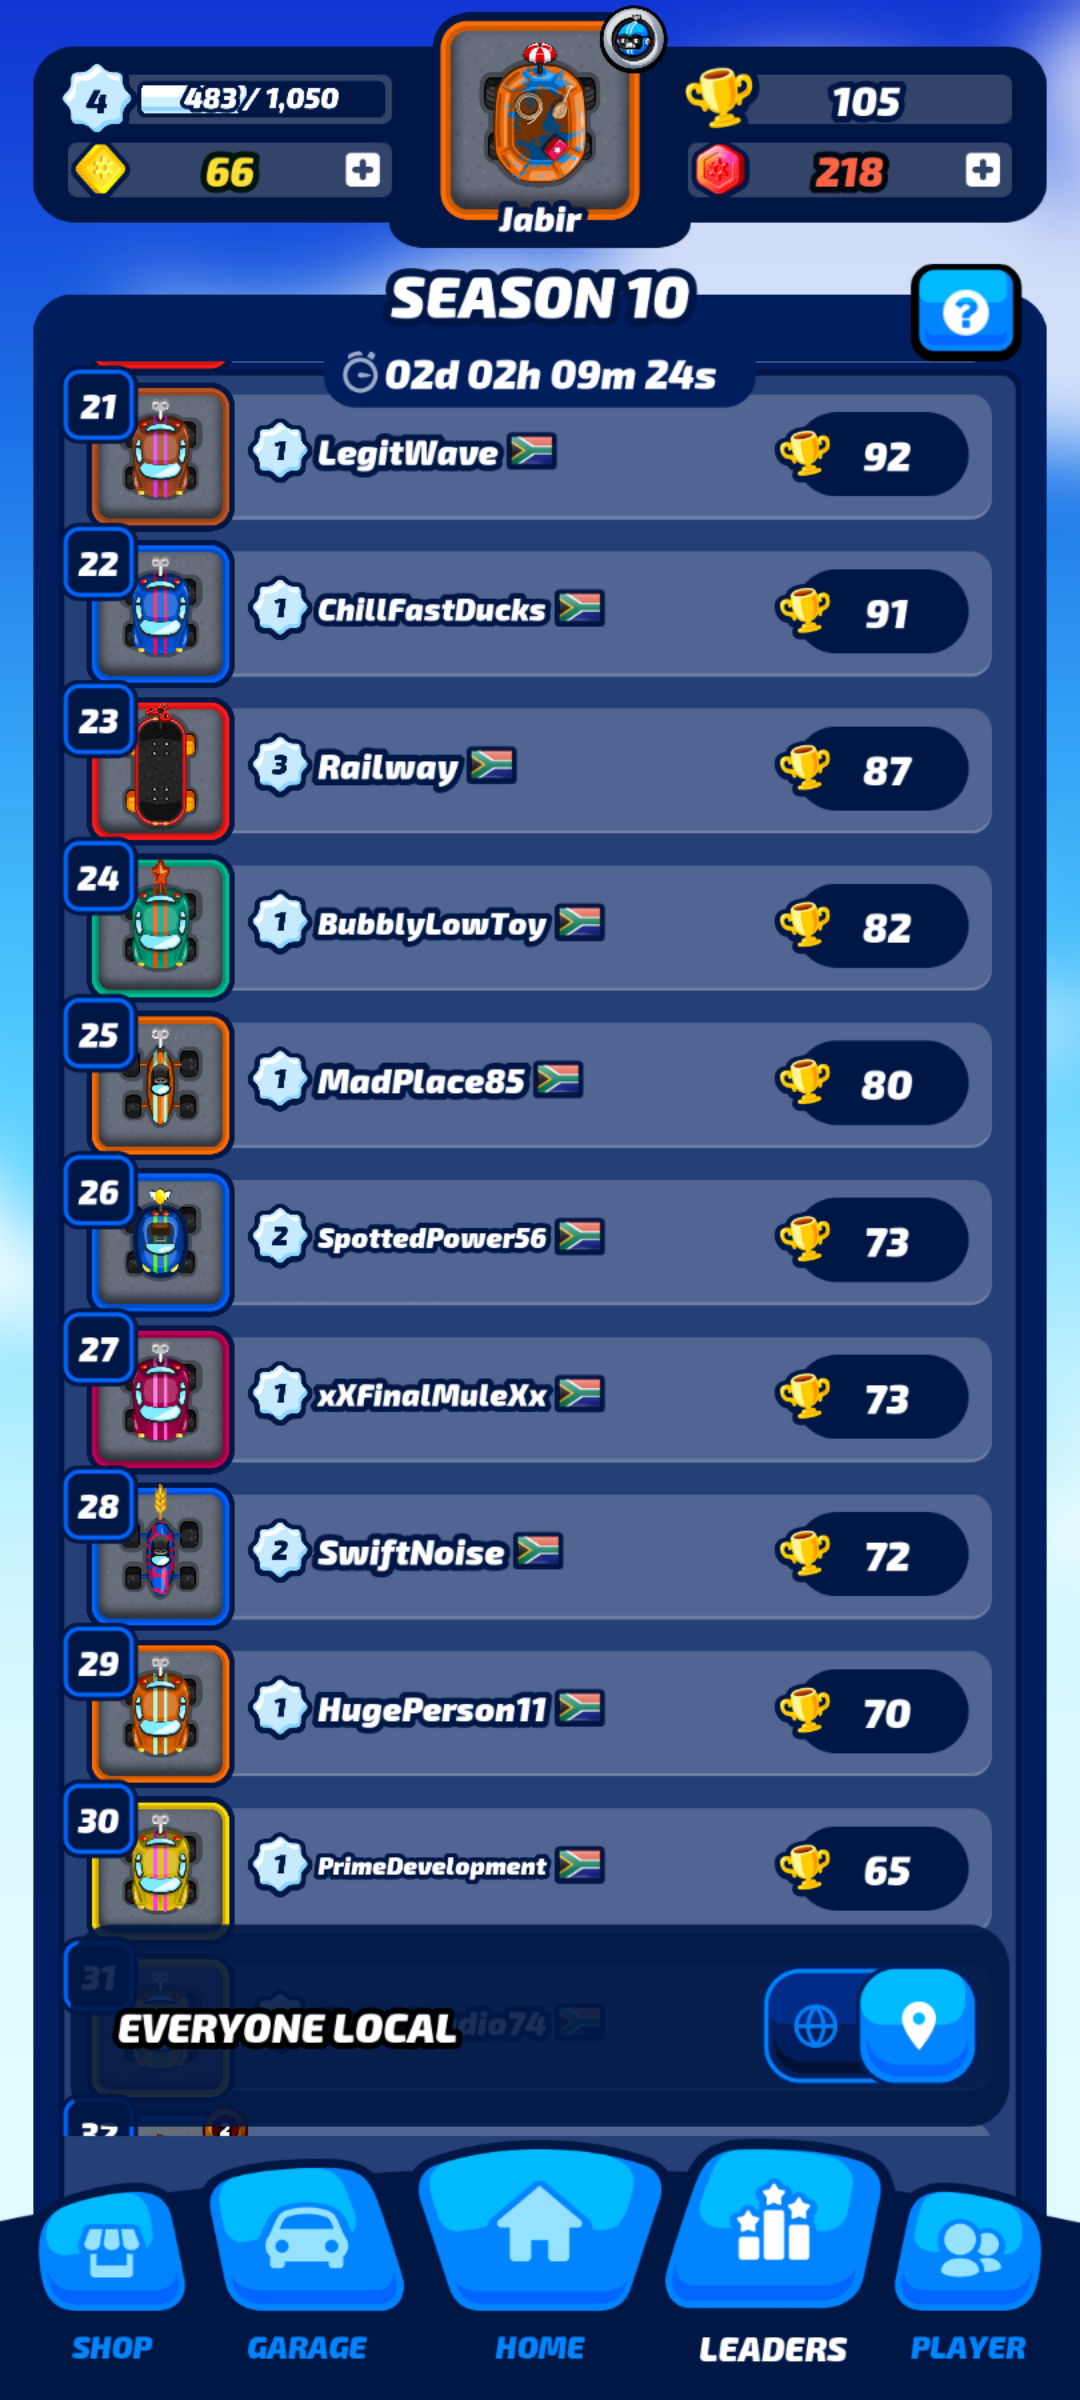 4 483/ 1,050 105
66 218
Jabir
SEASON 10
02d 02h 09m 24s
21 1 LegitWave 92
22 1 ChillFastDucks 91
23 3 Railway 87
24 1 BubblyLowToy 82
25 1 MadPlace85 80
26 2 SpottedPower56 73
27 1 xXFinalMuleXx 73
28 2 SwiftNoise 72
29 1 HugePerson11 70
30 1 PrimeDevelopment 65
31
EVERYONE LOCAL
SHOP GARAGE HOME LEADERS PLAYER